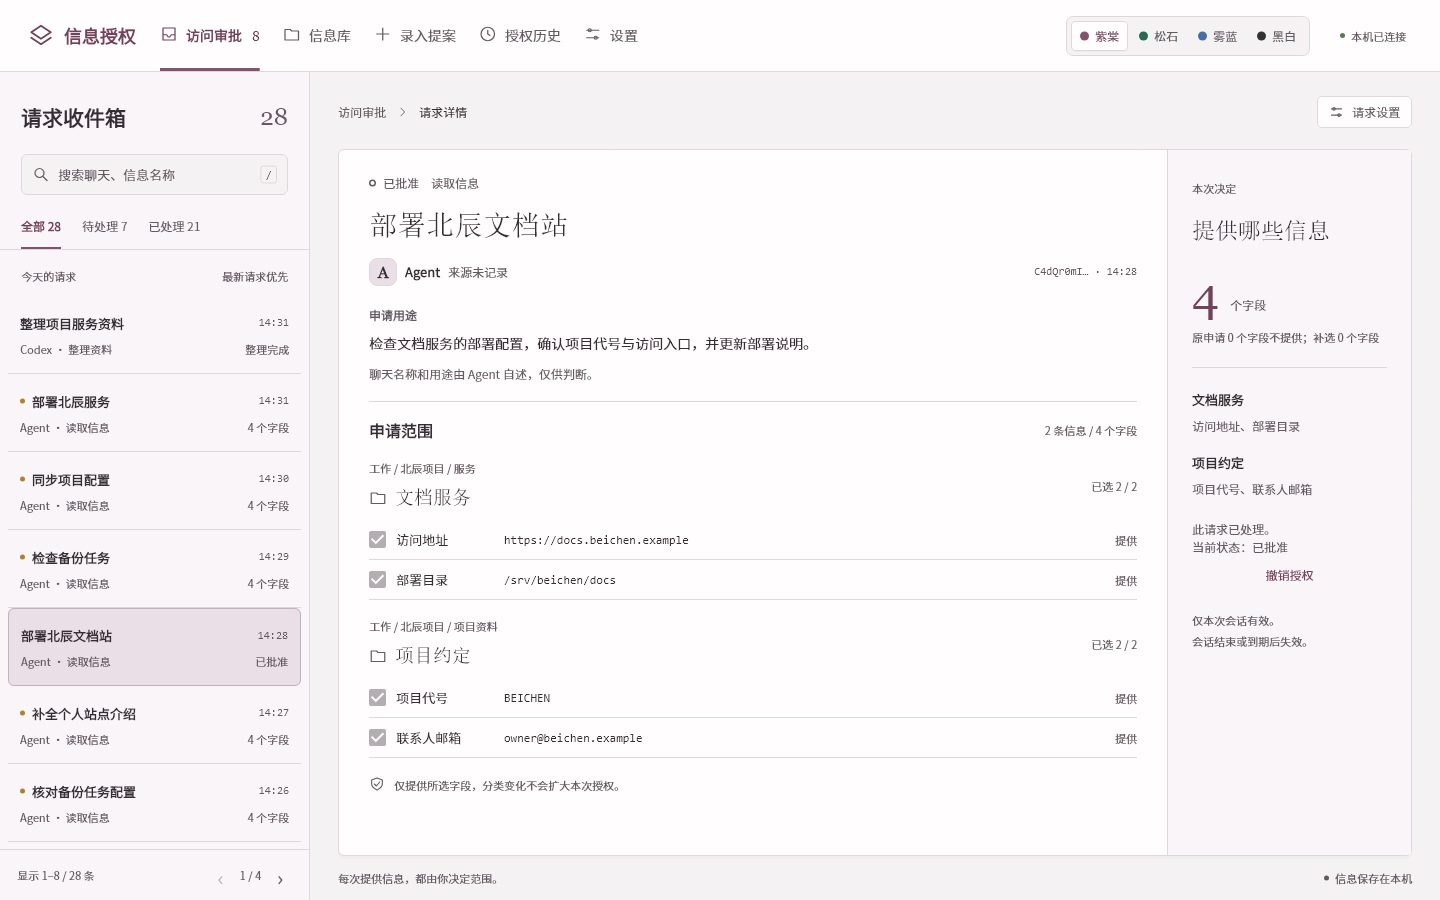 信息授权
访问审批 8
信息库
录入提案
授权历史
设置
紫棠
松石
雾蓝
黑白
本机已连接
请求收件箱 28
搜索聊天、信息名称 /
全部 28 待处理 7 已处理 21
今天的请求 最新请求优先
整理项目服务资料 14:31
Codex · 整理资料 整理完成
部署北辰服务 14:31
Agent · 读取信息 4 个字段
同步项目配置 14:30
Agent · 读取信息 4 个字段
检查备份任务 14:29
Agent · 读取信息 4 个字段
部署北辰文档站 14:28
Agent · 读取信息 已批准
补全个人站点介绍 14:27
Agent · 读取信息 4 个字段
核对备份任务配置 14:26
Agent · 读取信息 4 个字段
显示 1–8 / 28 条 ‹ 1 / 4 ›
访问审批 > 请求详情
请求设置
已批准 读取信息
部署北辰文档站
A Agent 来源未记录 C4dQr0mI… · 14:28
申请用途
检查文档服务的部署配置，确认项目代号与访问入口，并更新部署说明。
聊天名称和用途由 Agent 自述，仅供判断。
申请范围 2 条信息 / 4 个字段
工作 / 北辰项目 / 服务
文档服务 已选 2 / 2
访问地址 https://docs.beichen.example 提供
部署目录 /srv/beichen/docs 提供
工作 / 北辰项目 / 项目资料
项目约定 已选 2 / 2
项目代号 BEICHEN 提供
联系人邮箱 owner@beichen.example 提供
仅提供所选字段，分类变化不会扩大本次授权。
本次决定
提供哪些信息
4 个字段
原申请 0 个字段不提供；补选 0 个字段
文档服务
访问地址、部署目录
项目约定
项目代号、联系人邮箱
此请求已处理。
当前状态：已批准
撤销授权
仅本次会话有效。
会话结束或到期后失效。
每次提供信息，都由你决定范围。
信息保存在本机